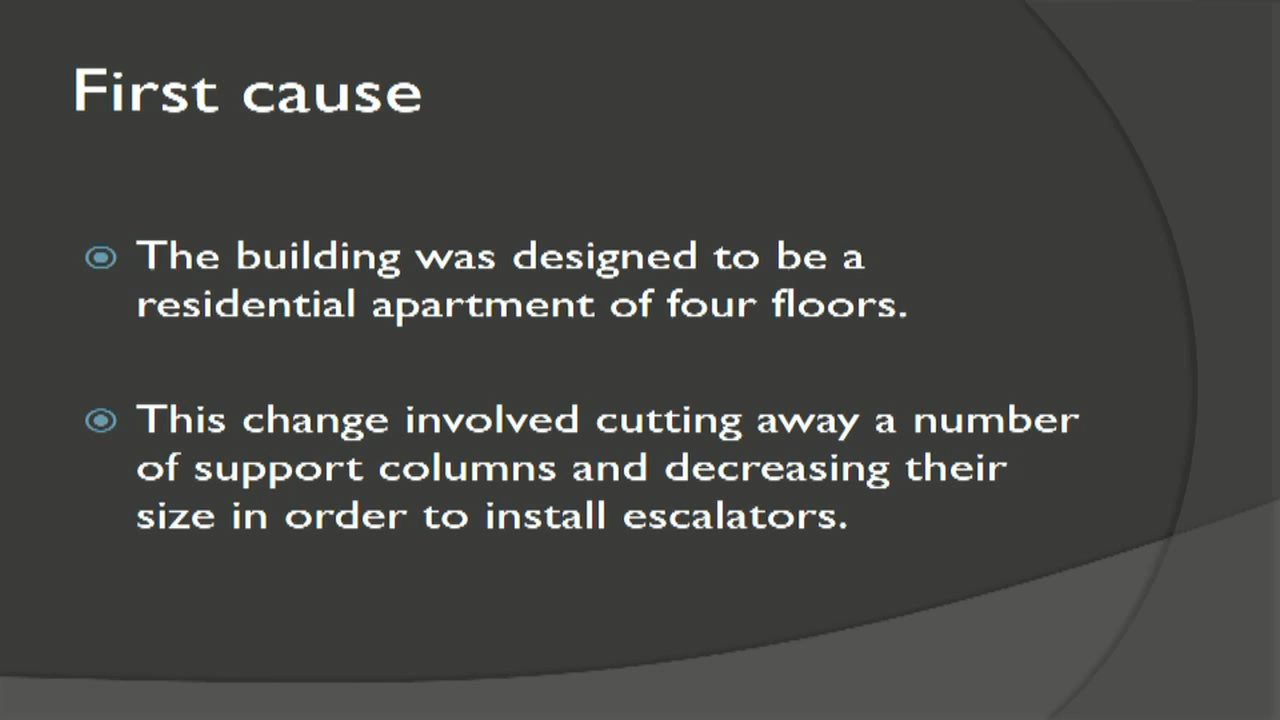 First cause
The building was designed to be a
residential apartment of four floors.
This change involved cutting away a number
of support columns and decreasing their
size in order to install escalators.